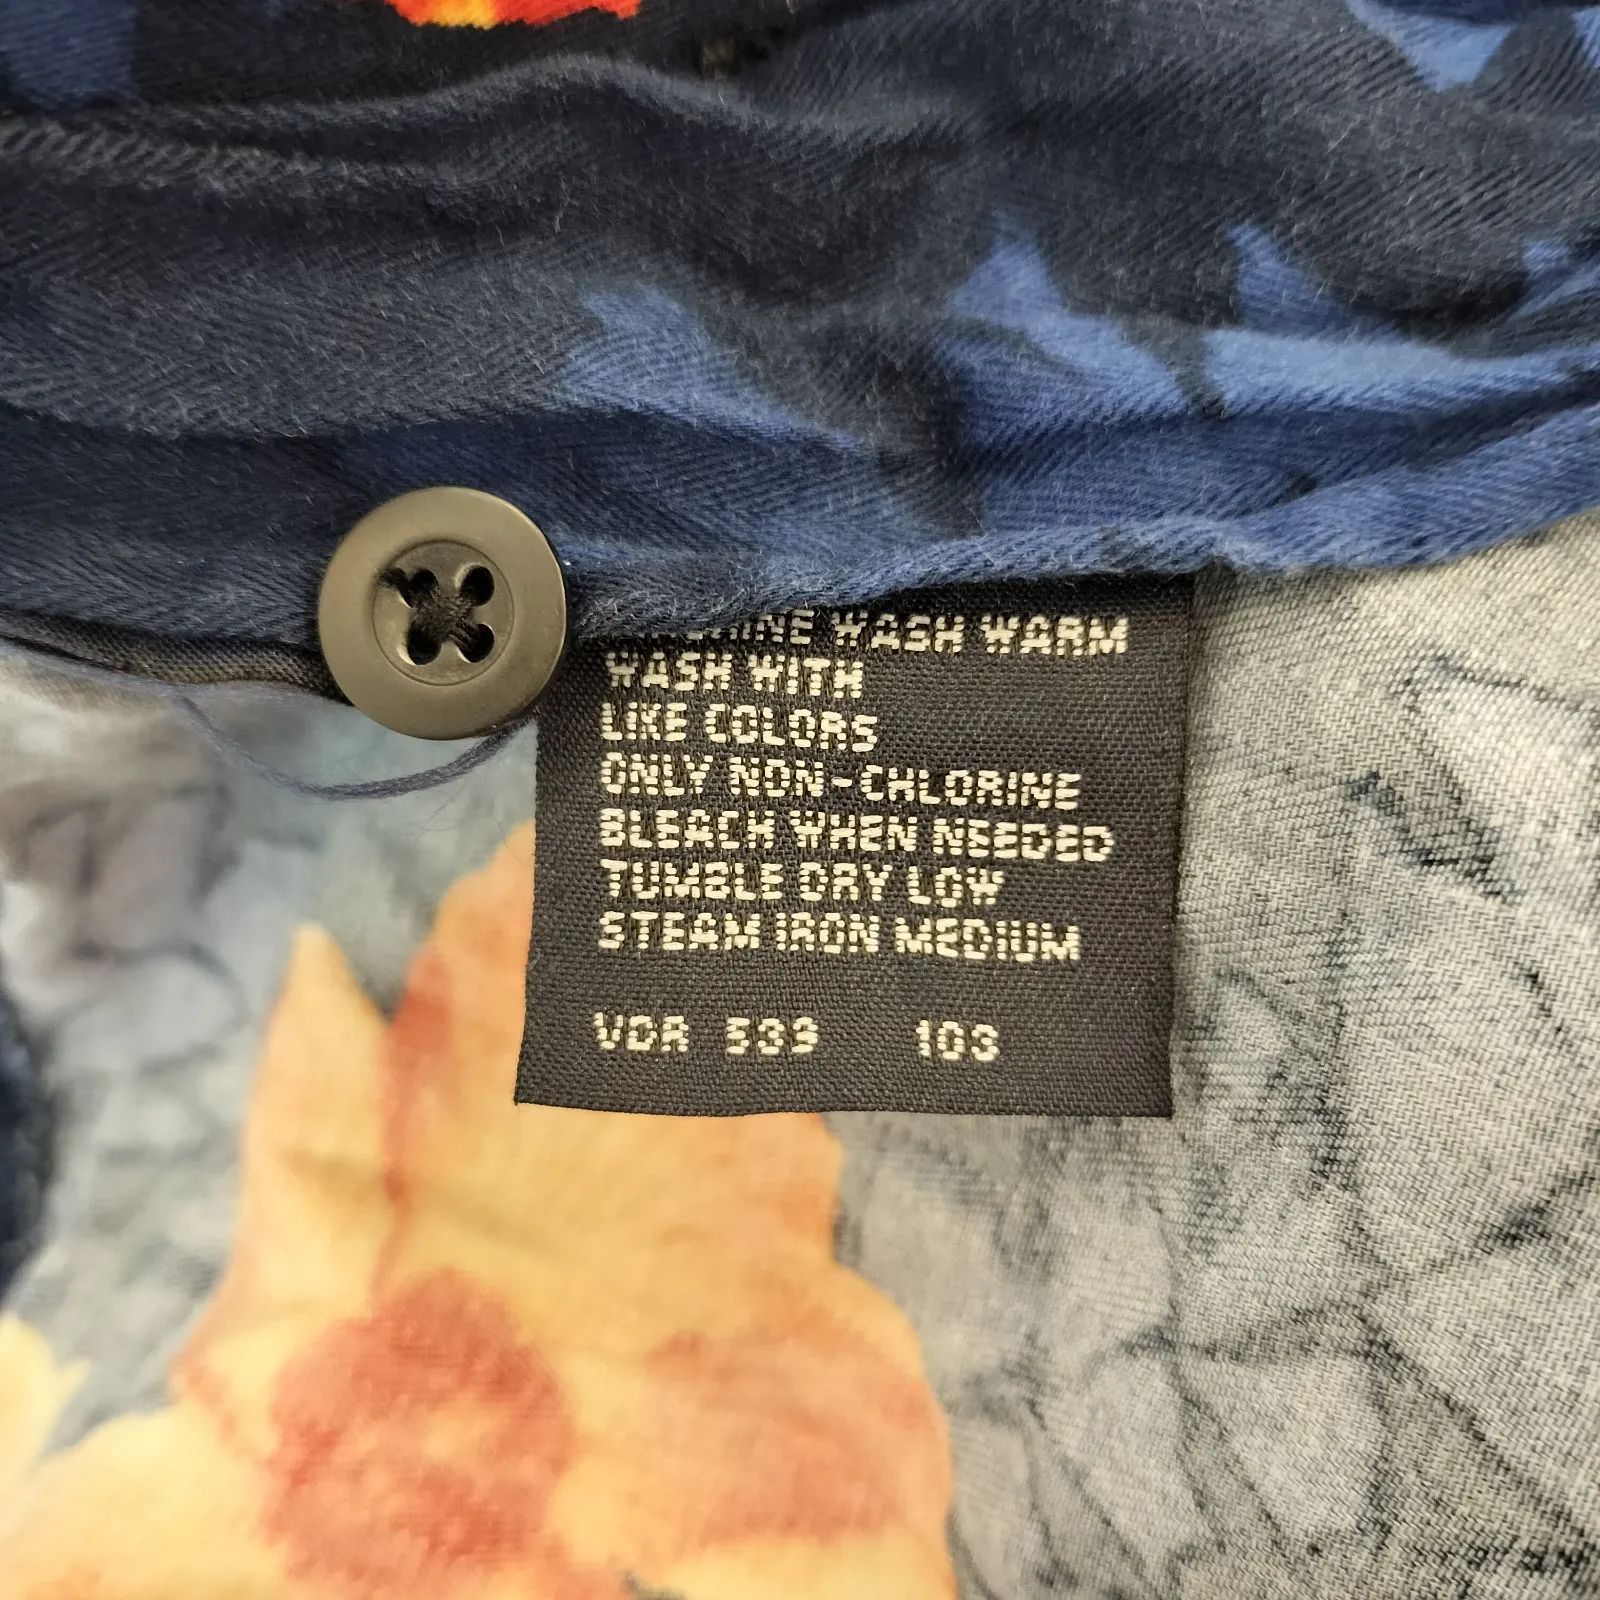 MACHINE WASH WARM
WASH WITH
LIKE COLORS
ONLY NON-CHLORINE
BLEACH WHEN NEEDED
TUMBLE DRY LOW
STEAM IRON MEDIUM
VDR 539 103